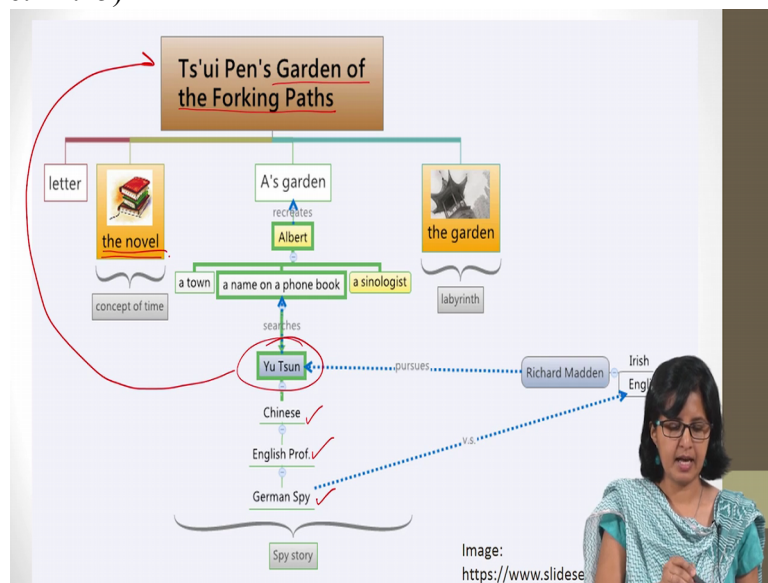 Ts'ui Pen's Garden of
the Forking Paths
letter
the novel
concept of time
A's garden
recreates
Albert
a town
a name on a phone book
a sinologist
the garden
labyrinth
searches
Yu Tsun
pursues
Richard Madden
Irish
Chinese
English Prof.
German Spy
v.s.
Spy story
Image: